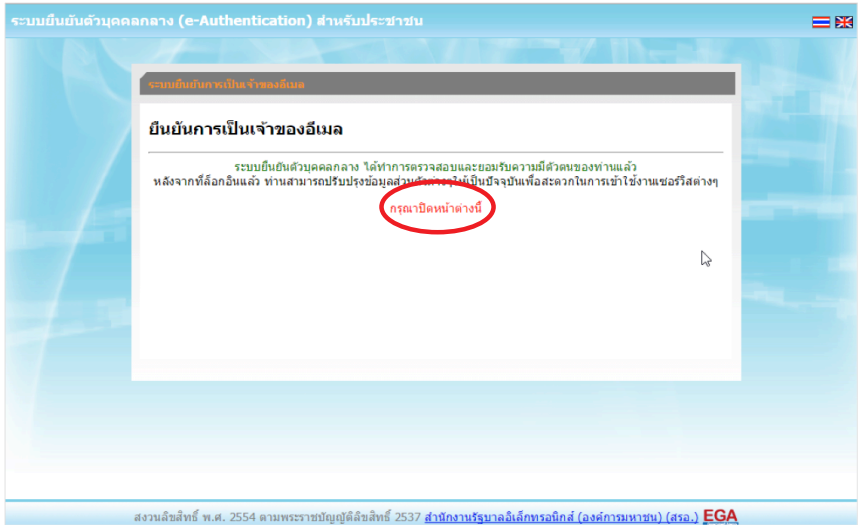 ระบบยืนยันตัวบุคคลกลาง (e-Authentication) สำหรับประชาชน
ระบบยืนยันการเป็นเจ้าของอีเมล
ยืนยันการเป็นเจ้าของอีเมล
ระบบยืนยันตัวบุคคลกลาง ได้ทำการตรวจสอบและยอมรับความมีตัวตนของท่านแล้ว
หลังจากที่ล็อกอินแล้ว ท่านสามารถปรับปรุงข้อมูลส่วนตัวต่างๆให้เป็นปัจจุบันเพื่อสะดวกในการเข้าใช้งานเซอร์วิสต่างๆ
กรุณาปิดหน้าต่างนี้
สงวนลิขสิทธิ์ พ.ศ. 2554 ตามพระราชบัญญัติลิขสิทธิ์ 2537 สำนักงานรัฐบาลอิเล็กทรอนิกส์ (องค์การมหาชน) (สรอ.) EGA